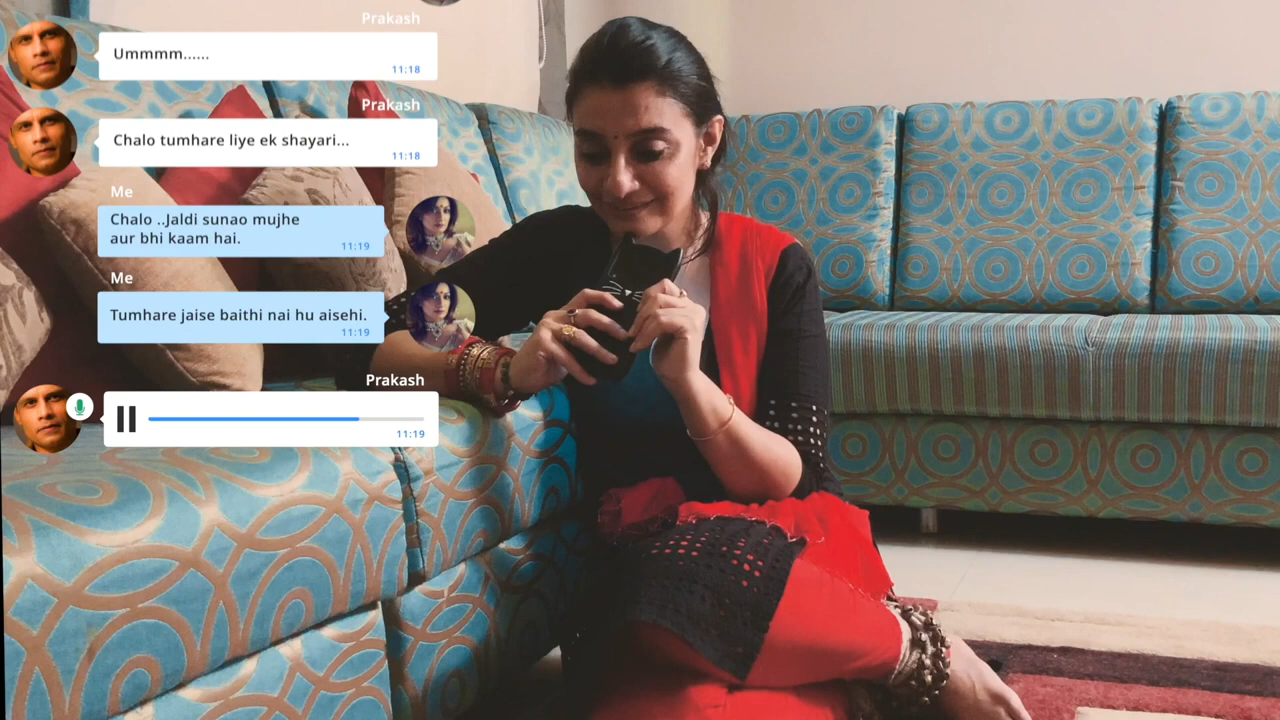 Prakash
Ummmm......
11:18
Prakash
Chalo tumhare liye ek shayari...
11:18
Me
Chalo ..Jaldi sunao mujhe
aur bhi kaam hai.
11:19
Me
Tumhare jaise baithi nai hu aisehi.
11:19
Prakash
11:19